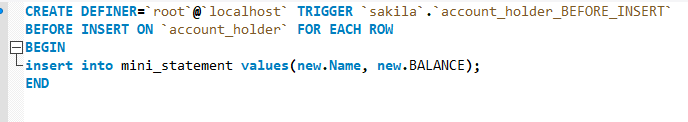 CREATE DEFINER=`root`@`localhost` TRIGGER `sakila`.`account_holder_BEFORE_INSERT`
BEFORE INSERT ON `account_holder` FOR EACH ROW
BEGIN
insert into mini_statement values(new.Name, new.BALANCE);
END